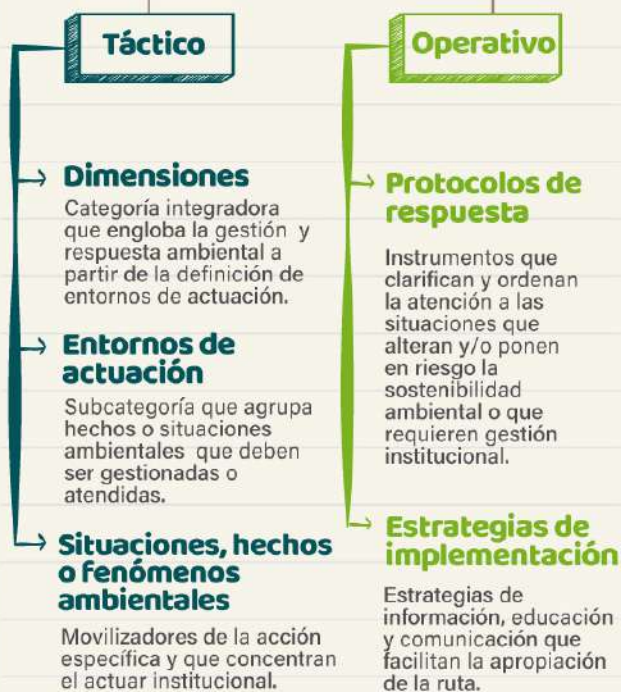 Táctico
Dimensiones
Categoría integradora
que engloba la gestión y
respuesta ambiental a
partir de la definición de
entornos de actuación.
Entornos de
actuación
Subcategoría que agrupa
hechos o situaciones
ambientales que deben
ser gestionadas o
atendidas.
Situaciones, hechos
o fenómenos
ambientales
Movilizadores de la acción
específica y que concentran
el actuar institucional.
Operativo
Protocolos de
respuesta
Instrumentos que
clarifican y ordenan
la atención a las
situaciones que
alteran y/o ponen
en riesgo la
sostenibilidad
ambiental o que
requieren gestión
institucional.
Estrategias de
implementación
Estrategias de
información, educación
y comunicación que
facilitan la apropiación
de la ruta.